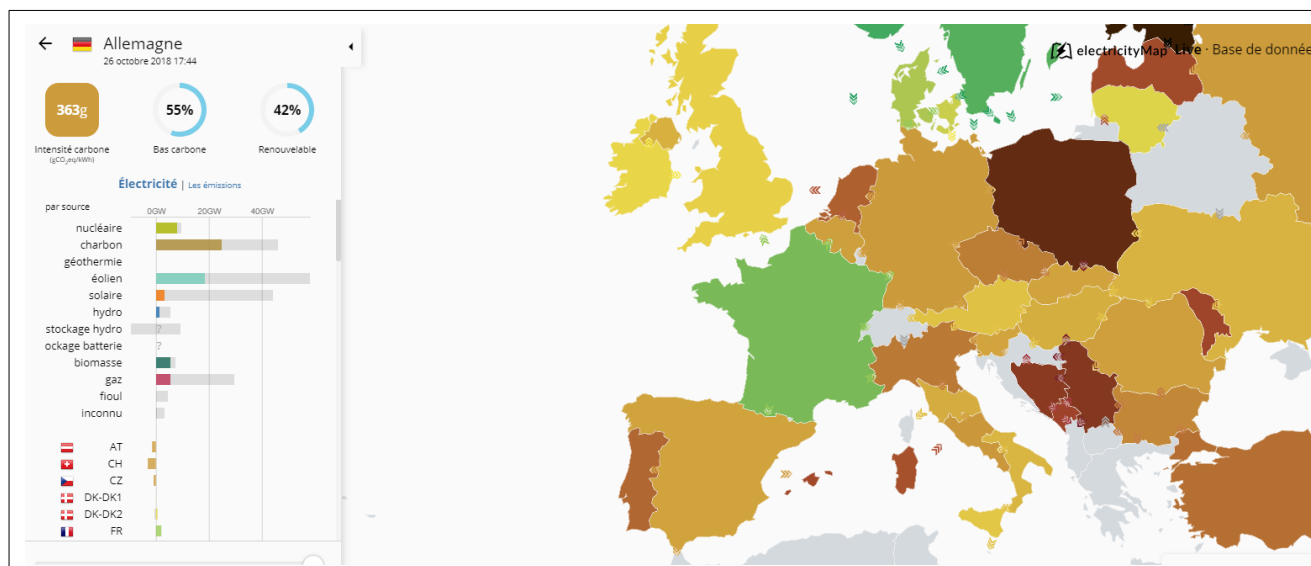 Allemagne
26 octobre 2018 17:44
363g
55%
42%
Intensité carbone
(gCO₂eq/kWh)
Bas carbone
Renouvelable
Électricité | Les émissions
par source
0GW 20GW 40GW
nucléaire
charbon
géothermie
éolien
solaire
hydro
stockage hydro ?
ockage batterie ?
biomasse
gaz
fioul
inconnu
AT
CH
CZ
DK-DK1
DK-DK2
FR
electricityMap Live · Base de donnée